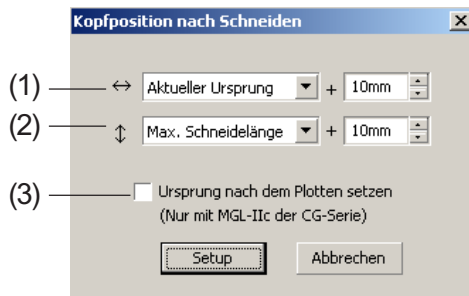 Kopfposition nach Schneiden
(1) Aktueller Ursprung + 10mm
(2) Max. Schneidelänge + 10mm
(3) Ursprung nach dem Plotten setzen
(Nur mit MGL-IIc der CG-Serie)
Setup Abbrechen